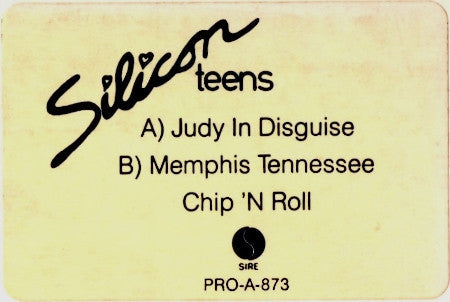 Silicon
teens
A) Judy In Disguise
B) Memphis Tennessee
Chip 'N Roll
SIRE
PRO-A-873